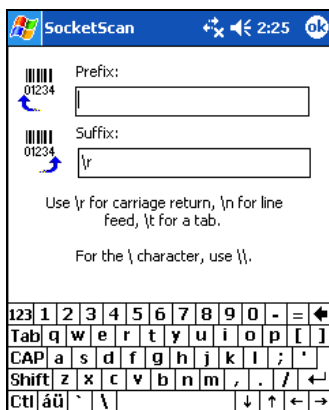 SocketScan 2:25 ok
Prefix:
01234
Suffix:
01234
\r
Use \r for carriage return, \n for line
feed, \t for a tab.
For the \ character, use \\.
123 1 2 3 4 5 6 7 8 9 0 - =
Tab q w e r t y u i o p [ ]
CAP a s d f g h j k l ; '
Shift z x c v b n m , . /
Ctl áü ` \